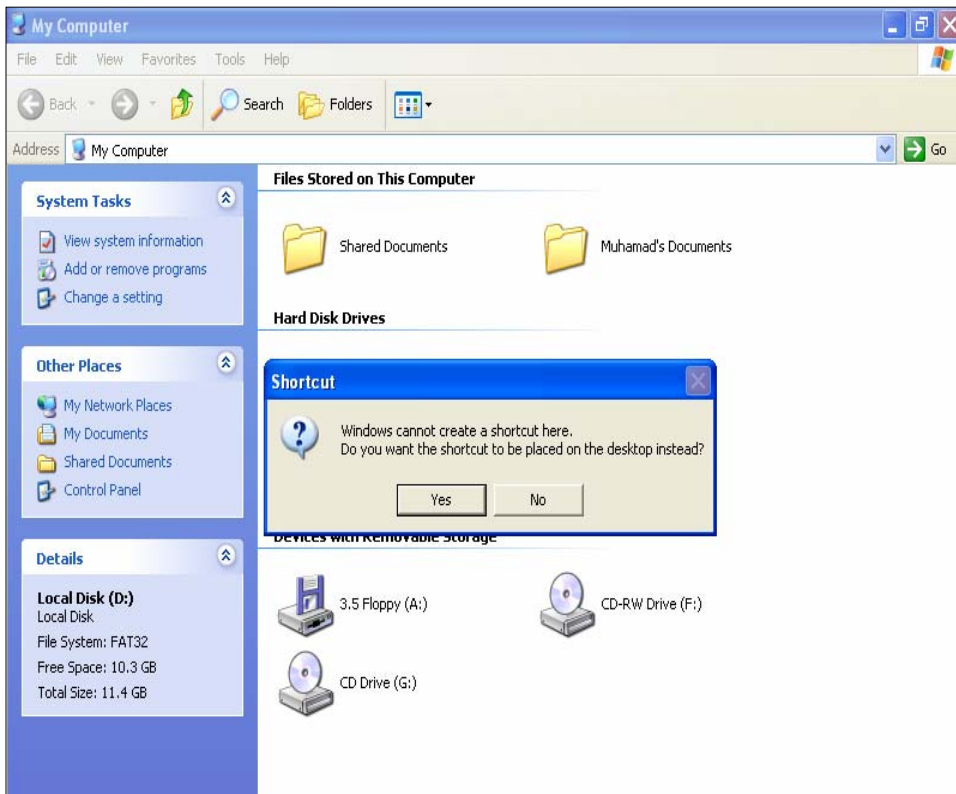 My Computer
File Edit View Favorites Tools Help
Back Search Folders
Address My Computer Go
System Tasks
View system information
Add or remove programs
Change a setting
Other Places
My Network Places
My Documents
Shared Documents
Control Panel
Details
Local Disk (D:)
Local Disk
File System: FAT32
Free Space: 10.3 GB
Total Size: 11.4 GB
Files Stored on This Computer
Shared Documents Muhamad's Documents
Hard Disk Drives
Shortcut
Windows cannot create a shortcut here.
Do you want the shortcut to be placed on the desktop instead?
Yes No
Devices with Removable Storage
3.5 Floppy (A:) CD-RW Drive (F:)
CD Drive (G:)